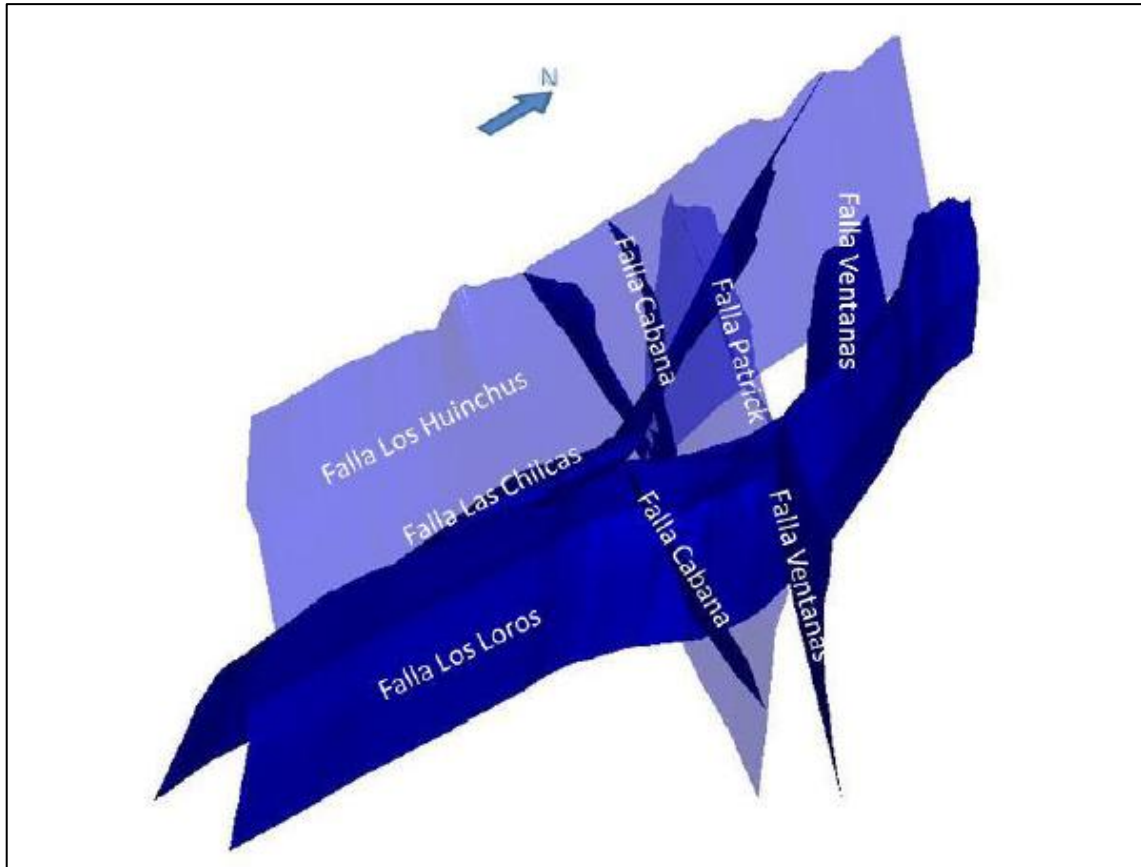 N
Falla Ventanas
Falla Cabana
Falla Patrick
Falla Los Huinchus
Falla Las Chilcas
Falla Cabana
Falla Ventanas
Falla Los Loros